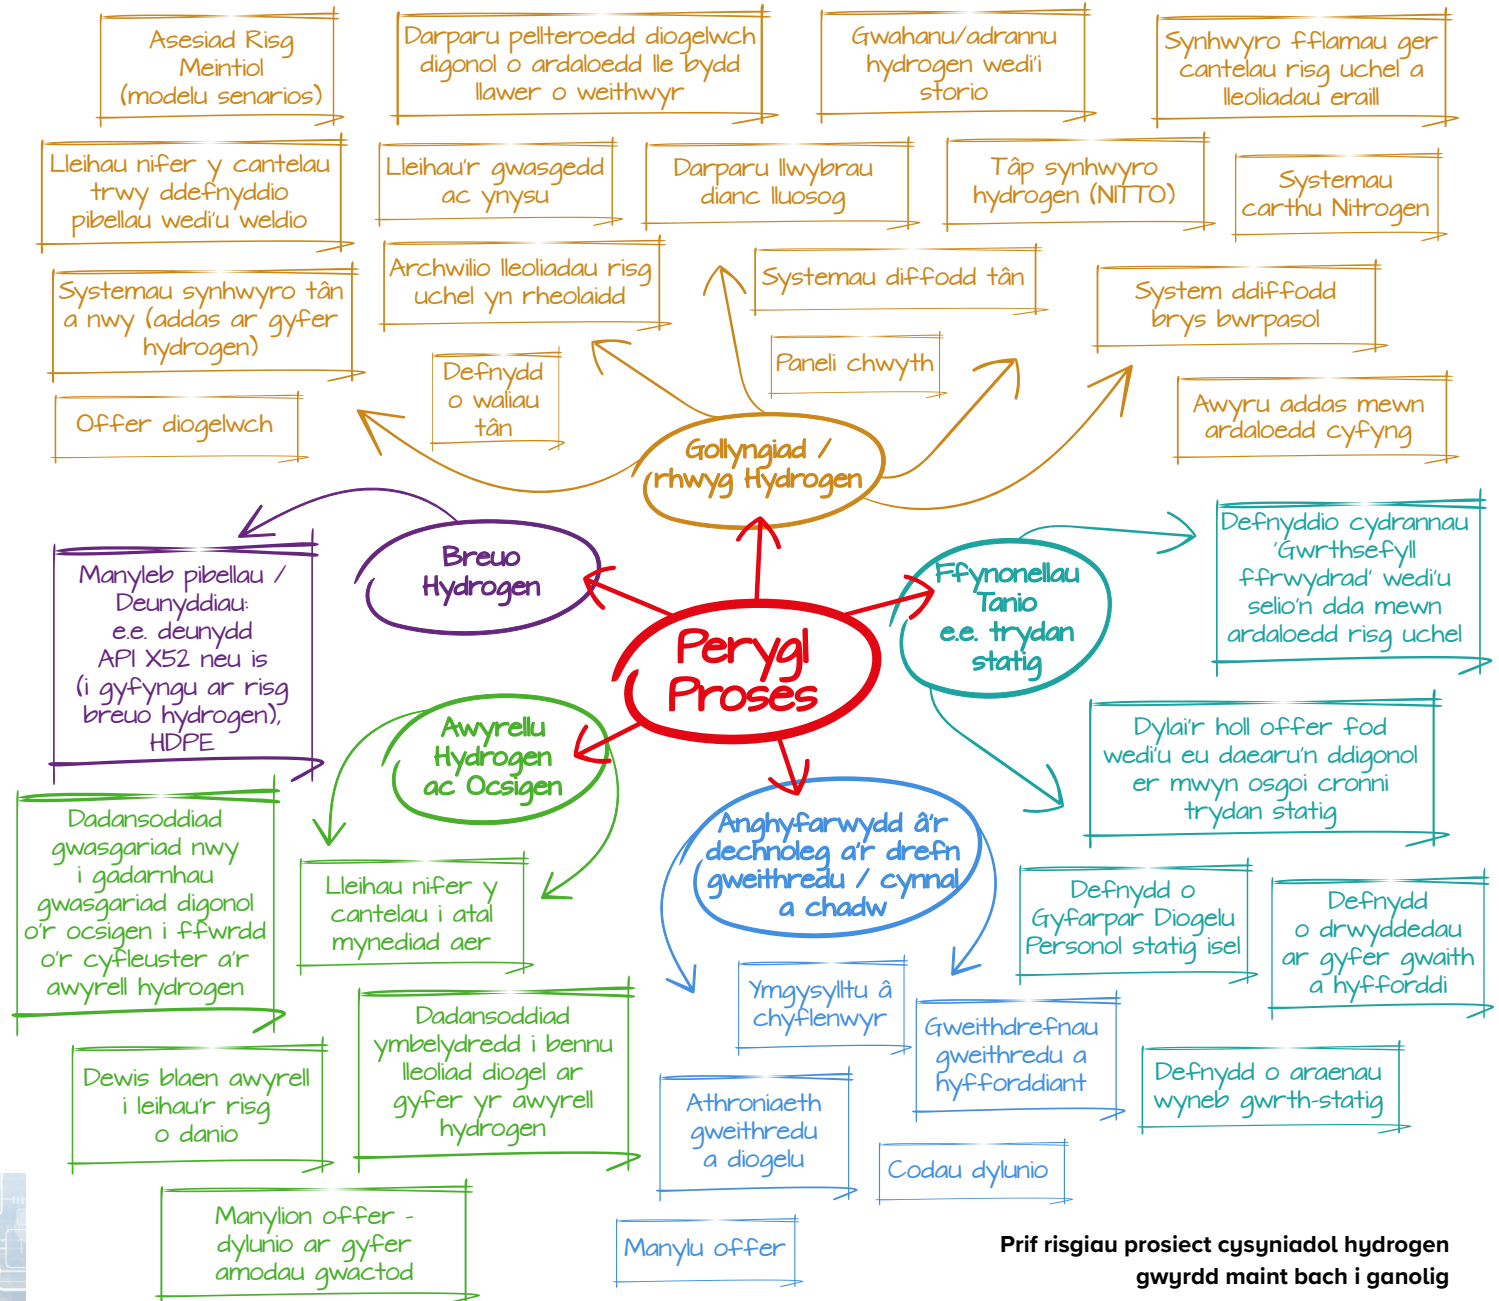 Asesiad Risg
Meintiol
(modelu senarios)
Darparu pellteroedd diogelwch
digonol o ardaloedd lle bydd
llawer o weithwyr
Gwahanu/adrannu
hydrogen wedi'i
storio
Synhwyro fflamau ger
cantelau risg uchel a
lleoliadau eraill
Lleihau nifer y cantelau
trwy ddefnyddio
pibellau wedi'u weldio
Lleihau'r gwasgedd
ac ynysu
Darparu llwybrau
dianc lluosog
Tâp synhwyro
hydrogen (NITTO)
Systemau
carthu Nitrogen
Systemau synhwyro tân
a nwy (addas ar gyfer
hydrogen)
Archwilio lleoliadau risg
uchel yn rheolaidd
Systemau diffodd tân
System ddiffodd
brys bwrpasol
Offer diogelwch
Defnydd
o waliau
tân
Paneli chwyth
Awyru addas mewn
ardaloedd cyfyng
Gollyngiad /
rhwyg Hydrogen
Breuo
Hydrogen
Manyleb pibellau /
Deunyddiau:
e.e. deunydd
API X52 neu is
(i gyfyngu ar risg
breuo hydrogen),
HDPE
Ffynonellau
Tanio
e.e. trydan
statig
Defnyddio cydrannau
'Gwrthsefyll
ffrwydrad' wedi'u
selio'n dda mewn
ardaloedd risg uchel
Perygl
Proses
Dylai'r holl offer fod
wedi'u eu daearu'n ddigonol
er mwyn osgoi cronni
trydan statig
Awyrellu
Hydrogen
ac Ocsigen
Dadansoddiad
gwasgariad nwy
i gadarnhau
gwasgariad digonol
o'r ocsigen i ffwrdd
o'r cyfleuster a'r
awyrell hydrogen
Lleihau nifer y
cantelau i atal
mynediad aer
Anghyfarwydd â'r
dechnoleg a'r drefn
gweithredu / cynnal
a chadw
Defnydd o
Gyfarpar Diogelu
Personol statig isel
Defnydd
o drwyddedau
ar gyfer gwaith
a hyfforddi
Dewis blaen awyrell
i leihau'r risg
o danio
Dadansoddiad
ymbelydredd i bennu
lleoliad diogel ar
gyfer yr awyrell
hydrogen
Ymgysylltu â
chyflenwyr
Gweithdrefnau
gweithredu a
hyfforddiant
Defnydd o araenau
wyneb gwrth-statig
Athroniaeth
gweithredu
a diogelu
Codau dylunio
Manylion offer -
dylunio ar gyfer
amodau gwactod
Manylu offer
Prif risgiau prosiect cysyniadol hydrogen
gwyrdd maint bach i ganolig